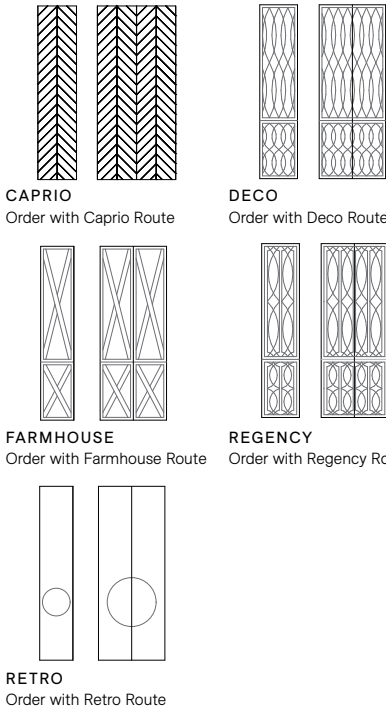 CAPRIO
Order with Caprio Route
DECO
Order with Deco Route
FARMHOUSE
Order with Farmhouse Route
REGENCY
Order with Regency
RETRO
Order with Retro Route